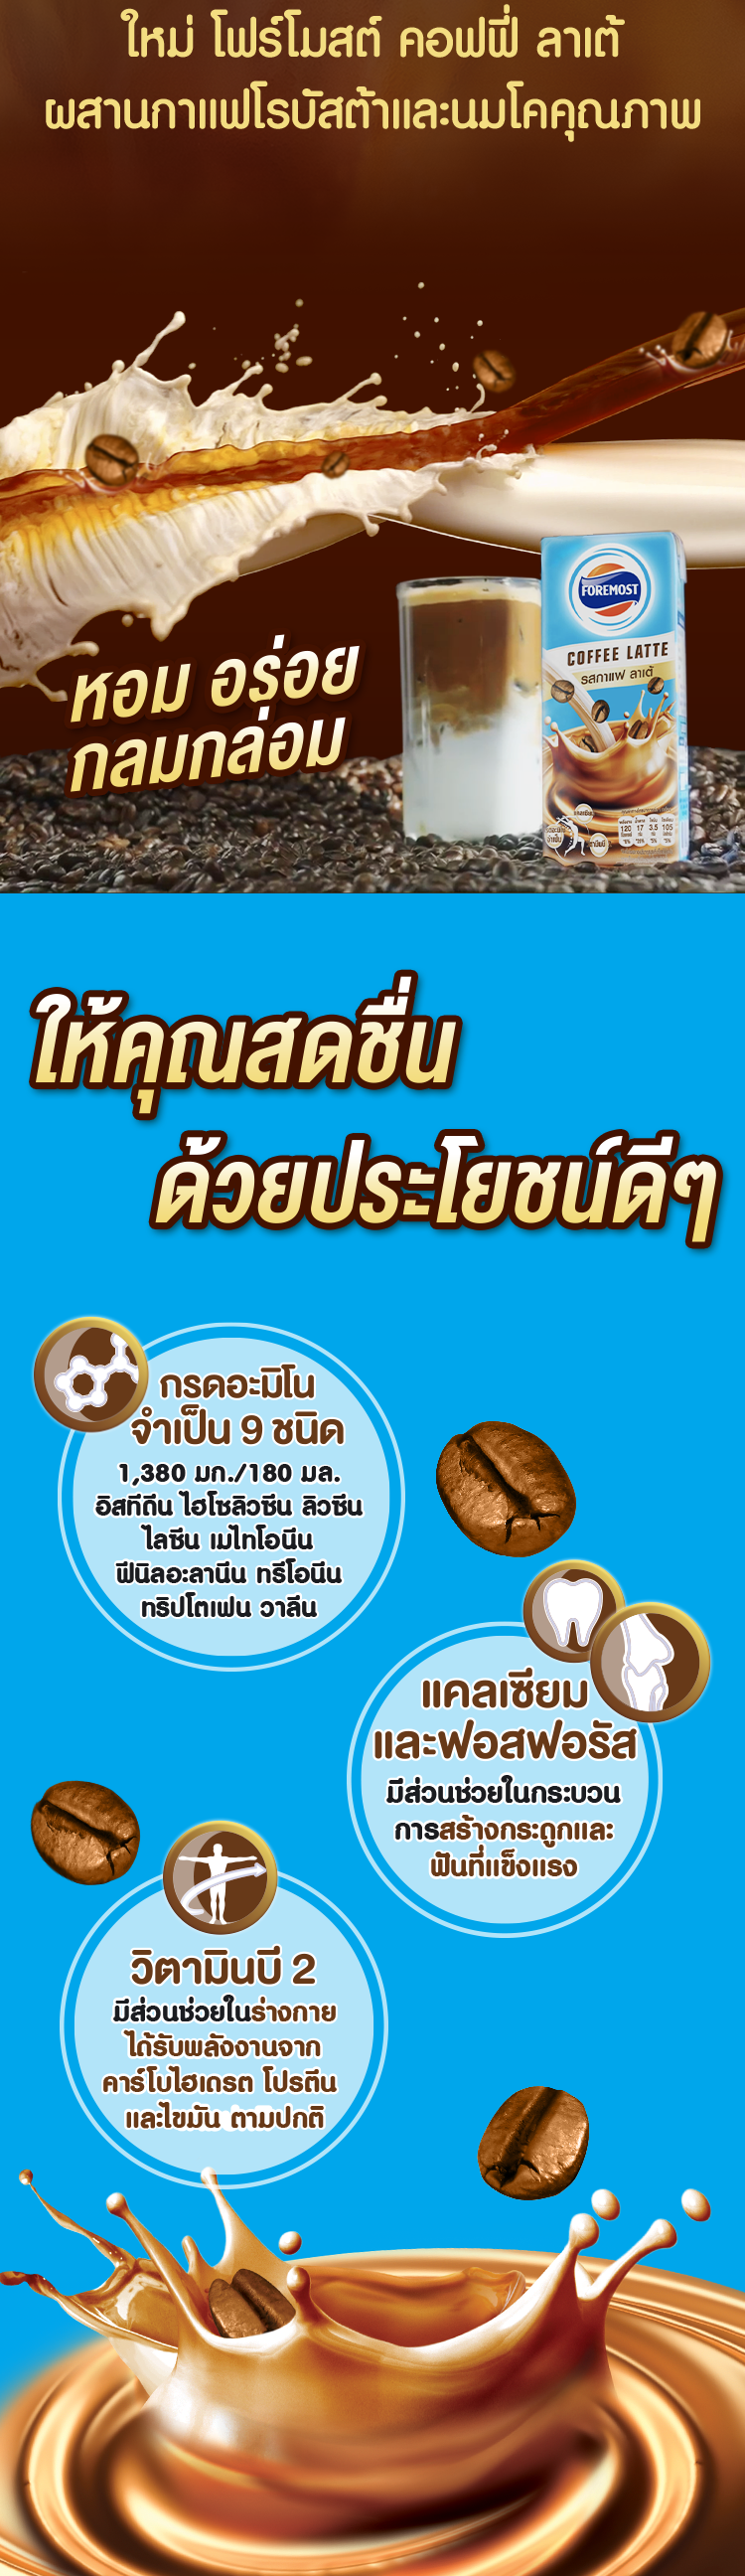 ใหม่ โฟร์โมสต์ คอฟฟี่ ลาเต้
ผสานกาแฟโรบัสต้าและนมโคคุณภาพ
FOREMOST
COFFEE LATTE
รสกาแฟ ลาเต้
หอม อร่อย
กลมกล่อม
120 17 3.5 105
ให้คุณสดชื่น
ด้วยประโยชน์ดีๆ
กรดอะมิโน
จำเป็น 9 ชนิด
1,380 มก./180 มล.
ฮิสทิดีน ไอโซลิวซีน ลิวซีน
ไลซีน เมไทโอนีน
ฟีนิลอะลานีน ทรีโอนีน
ทริปโตเฟน วาลีน
แคลเซียม
และฟอสฟอรัส
มีส่วนช่วยในกระบวน
การสร้างกระดูกและ
ฟันที่แข็งแรง
วิตามินบี 2
มีส่วนช่วยในร่างกาย
ได้รับพลังงานจาก
คาร์โบไฮเดรต โปรตีน
และไขมัน ตามปกติ